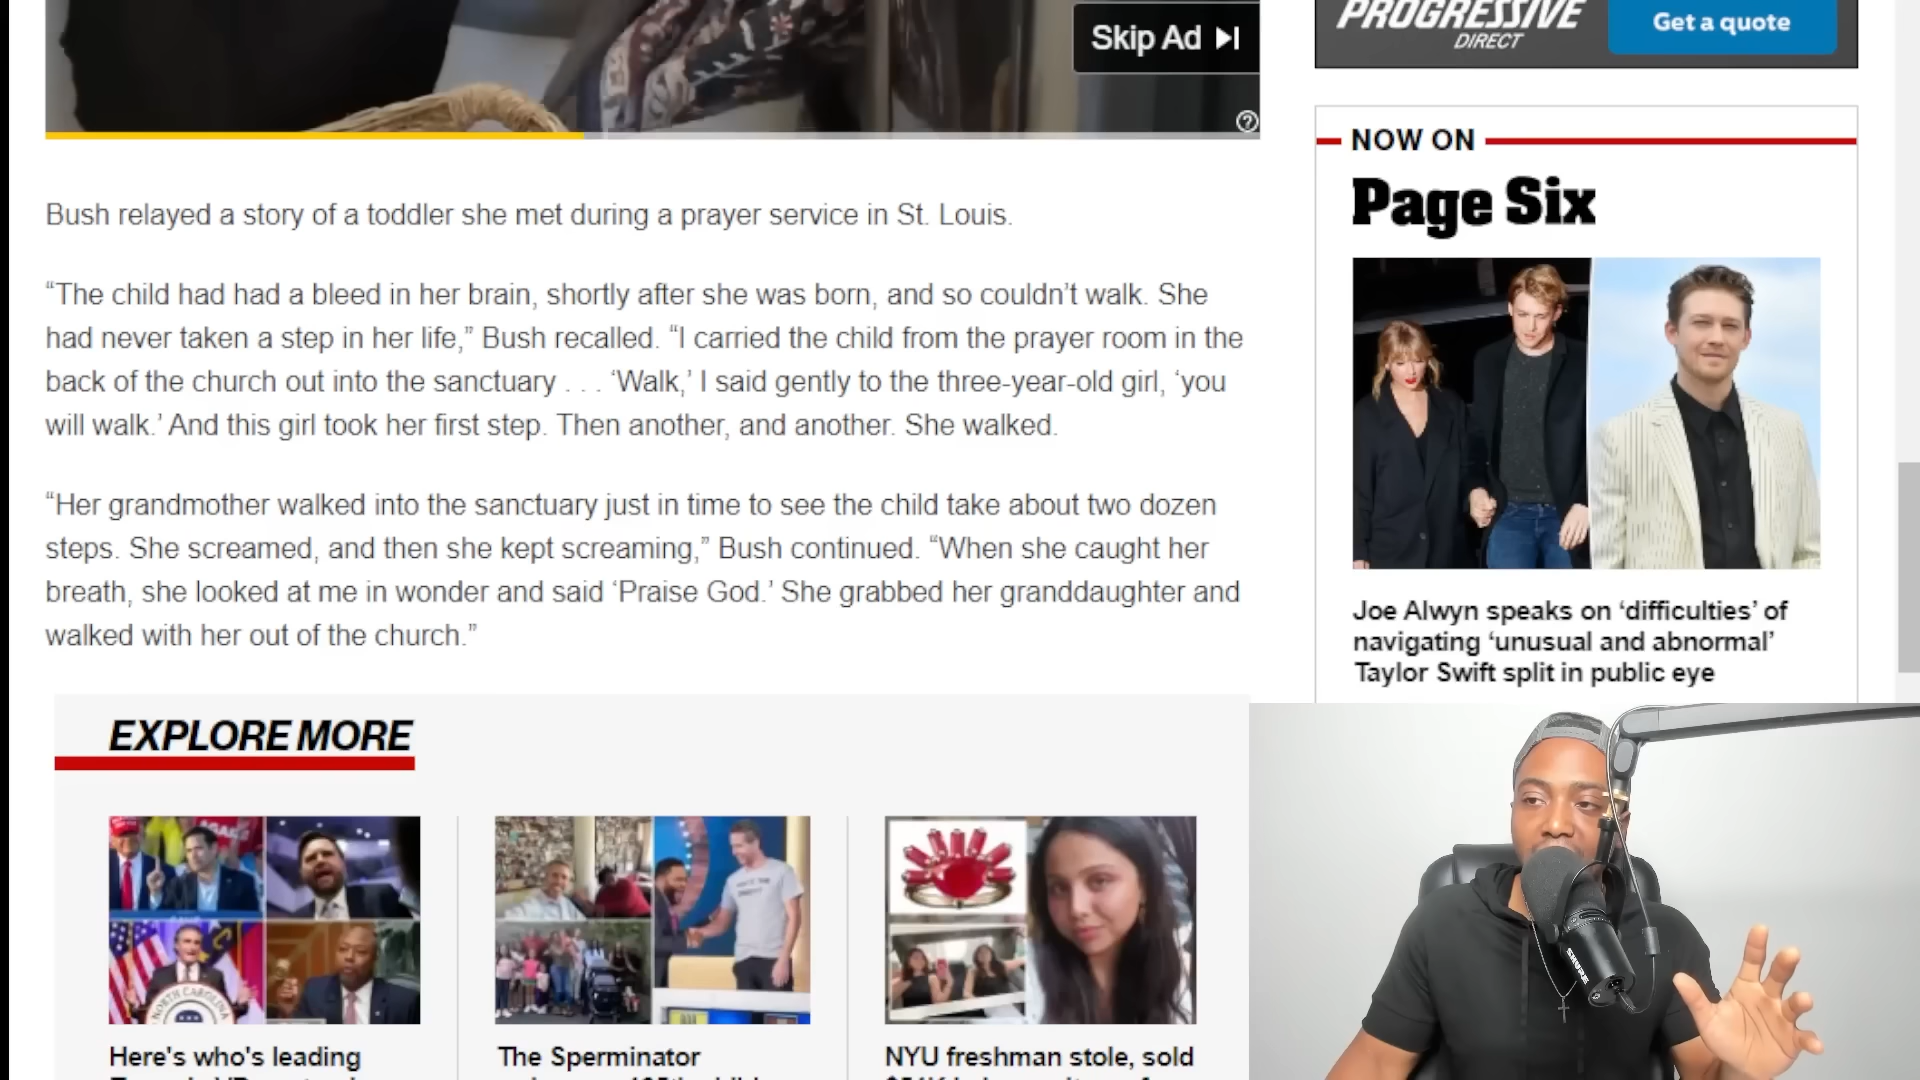 Skip Ad
PROGRESSIVE
DIRECT
Get a quote
Bush relayed a story of a toddler she met during a prayer service in St. Louis.
“The child had had a bleed in her brain, shortly after she was born, and so couldn’t walk. She
had never taken a step in her life,” Bush recalled. “I carried the child from the prayer room in the
back of the church out into the sanctuary . . . ‘Walk,’ I said gently to the three-year-old girl, ‘you
will walk.’ And this girl took her first step. Then another, and another. She walked.
“Her grandmother walked into the sanctuary just in time to see the child take about two dozen
steps. She screamed, and then she kept screaming,” Bush continued. “When she caught her
breath, she looked at me in wonder and said ‘Praise God.’ She grabbed her granddaughter and
walked with her out of the church.”
NOW ON
Page Six
Joe Alwyn speaks on ‘difficulties’ of
navigating ‘unusual and abnormal’
Taylor Swift split in public eye
EXPLORE MORE
NORTH CAROLINA
Here's who's leading
The Sperminator
NYU freshman stole, sold